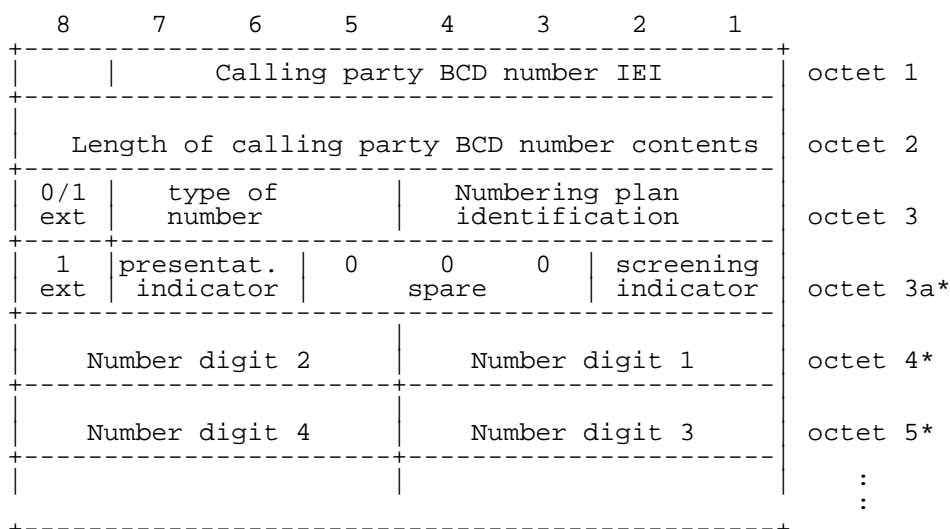 8 7 6 5 4 3 2 1
Calling party BCD number IEI octet 1
Length of calling party BCD number contents octet 2
0/1 type of Numbering plan
ext number identification octet 3
1 presentat. 0 0 0 screening
ext indicator spare indicator octet 3a*
Number digit 2 Number digit 1 octet 4*
Number digit 4 Number digit 3 octet 5*
:
: